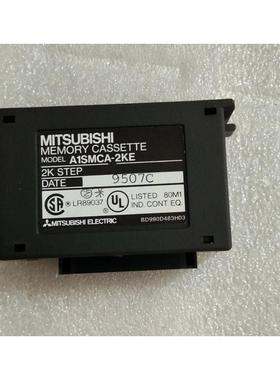 MITSUBISHI
MEMORY CASSETTE
MODEL A1SMCA-2KE
2K STEP
DATE 9507C
LR89037 LISTED 80M1
IND CONT EQ.
MITSUBISHI ELECTRIC BD990D483H03